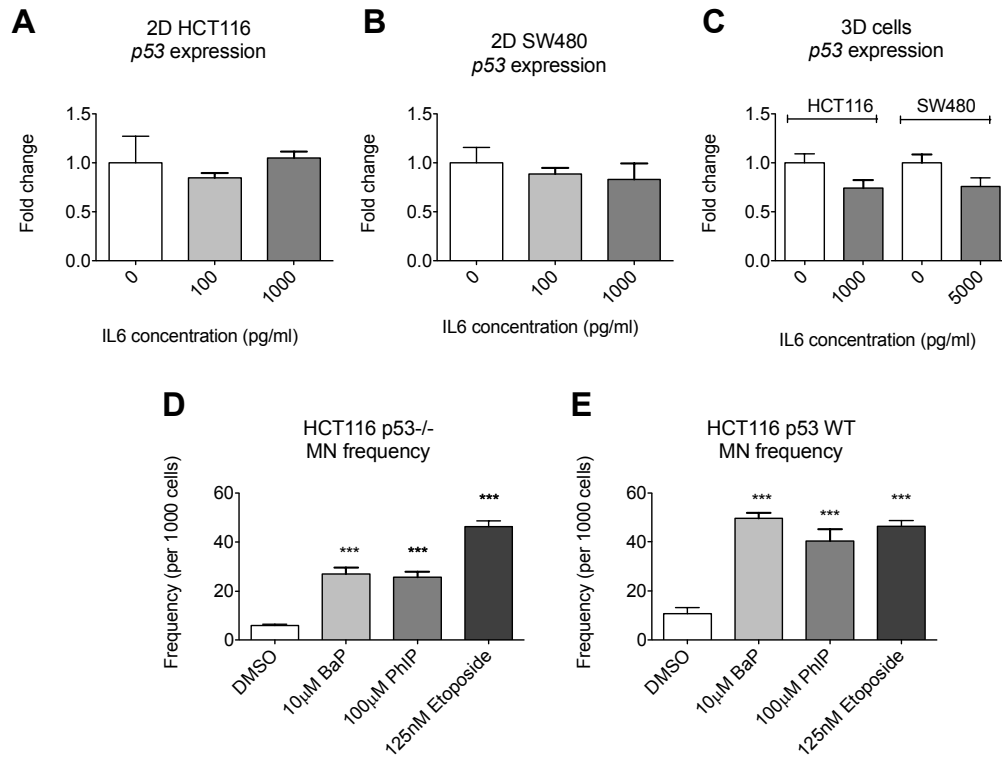 A
2D HCT116
p53 expression
Fold change
1.5
1.0
0.5
0.0
0
100
1000
IL6 concentration (pg/ml)
B
2D SW480
p53 expression
Fold change
1.5
1.0
0.5
0.0
0
100
1000
IL6 concentration (pg/ml)
C
3D cells
p53 expression
HCT116
SW480
Fold change
1.5
1.0
0.5
0.0
0
1000
0
5000
IL6 concentration (pg/ml)
D
HCT116 p53-/-
MN frequency
Frequency (per 1000 cells)
60
40
20
0
***
***
***
DMSO
10μM BaP
100μM PhIP
125nM Etoposide
E
HCT116 p53 WT
MN frequency
Frequency (per 1000 cells)
60
40
20
0
***
***
***
DMSO
10μM BaP
100μM PhIP
125nM Etoposide